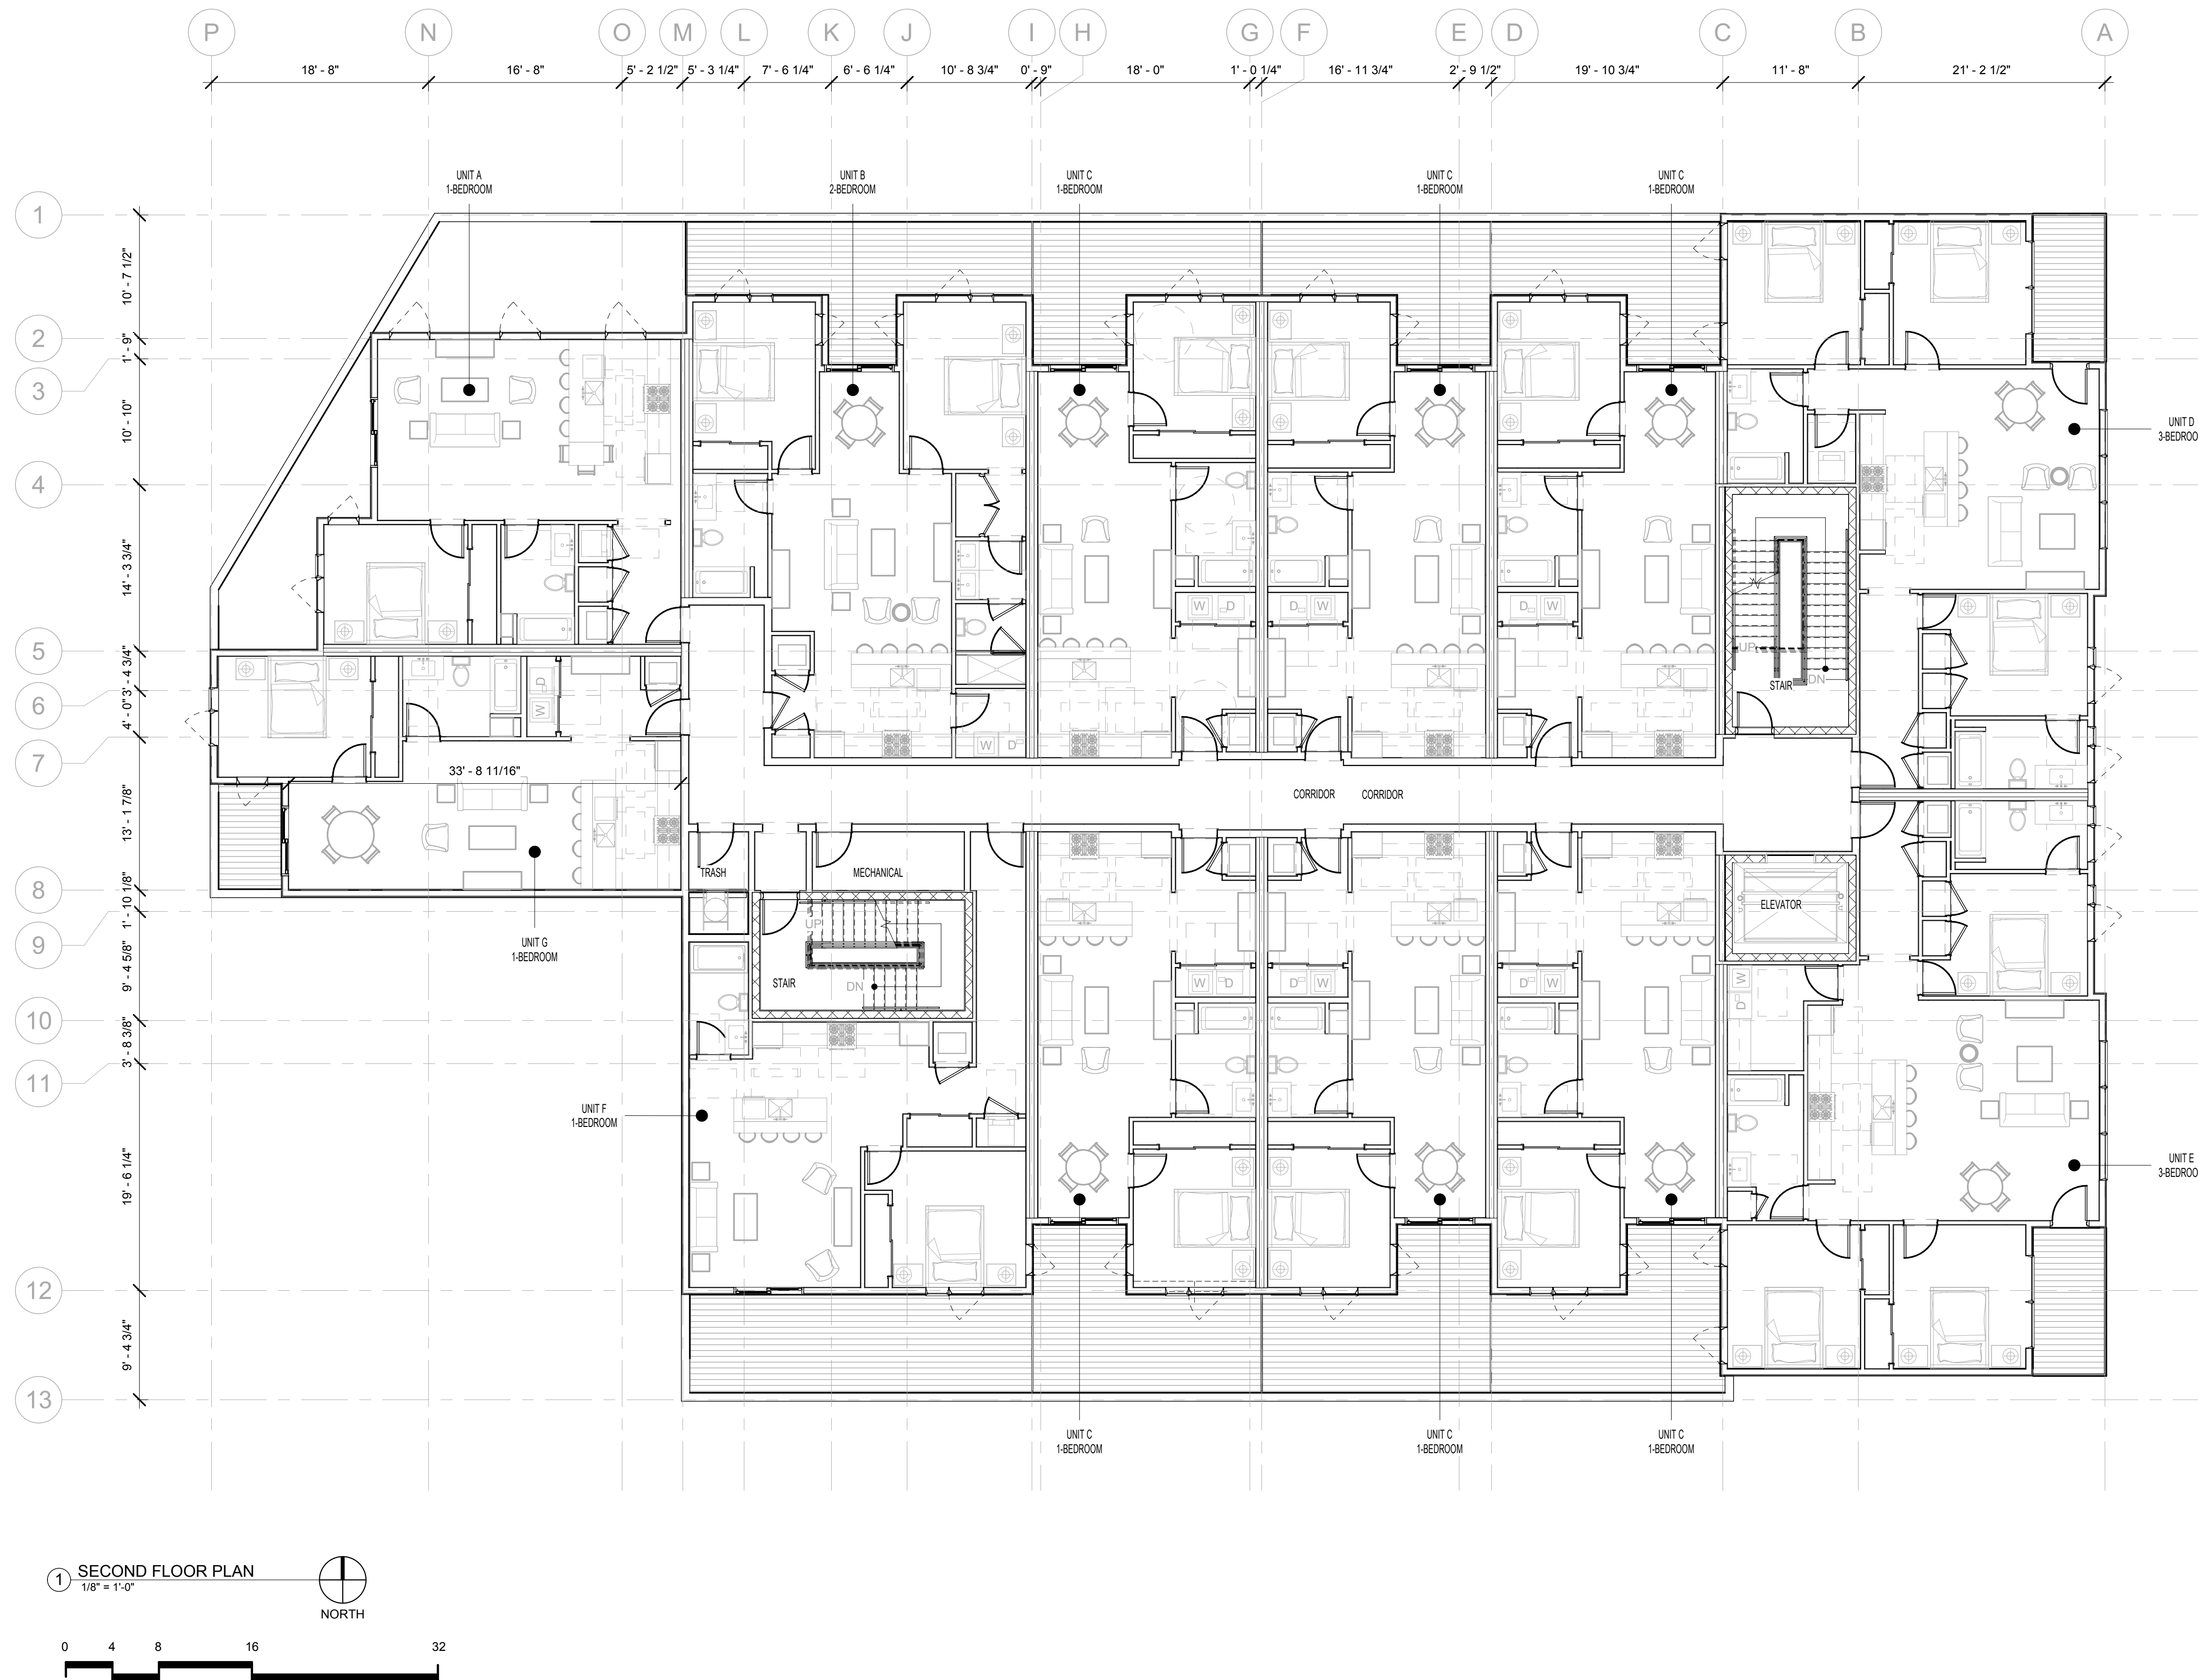 P N O M L K J I H G F E D C B A
18' - 8" 16' - 8" 5' - 2 1/2" 5' - 3 1/4" 7' - 6 1/4" 6' - 6 1/4" 10' - 8 3/4" 0' - 9" 18' - 0" 1' - 0 1/4" 16' - 11 3/4" 2' - 9 1/2" 19' - 10 3/4" 11' - 8" 21' - 2 1/2"
UNIT A
1-BEDROOM
UNIT B
2-BEDROOM
UNIT C
1-BEDROOM
UNIT C
1-BEDROOM
UNIT C
1-BEDROOM
1
10' - 7 1/2"
2
1' - 9"
3
10' - 10"
UNIT D
3-BEDROO
4
14' - 3 3/4"
W D
D W
D W
5
3' - 4 3/4"
UP
STAIR
DN
D
W
6
4' - 0"
W D
7
33' - 8 11/16"
13' - 1 7/8"
CORRIDOR CORRIDOR
UNIT G
1-BEDROOM
TRASH
MECHANICAL
8
1' - 10 1/8"
ELEVATOR
9
UP
STAIR
DN
9' - 4 5/8"
W D
D W
D W
W
D
10
3' - 8 3/8"
11
UNIT F
1-BEDROOM
19' - 6 1/4"
UNIT E
3-BEDROO
12
9' - 4 3/4"
13
UNIT C
1-BEDROOM
UNIT C
1-BEDROOM
UNIT C
1-BEDROOM
1 SECOND FLOOR PLAN
1/8" = 1'-0"
NORTH
0 4 8 16 32